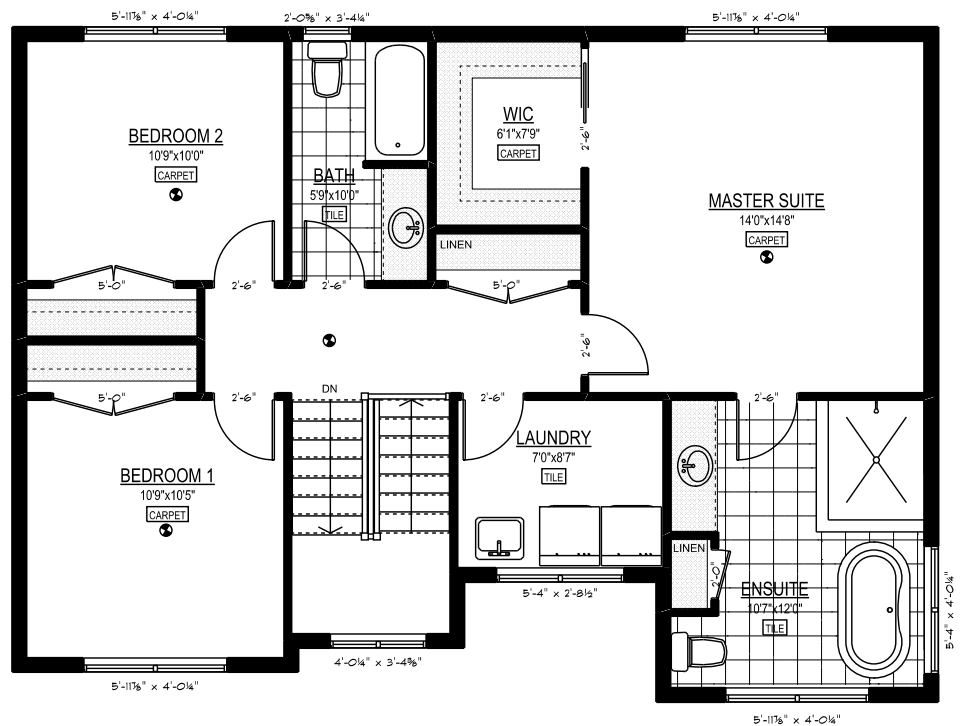 5'-11⅞" x 4'-0¼"
2'-0⅝" x 3'-4¼"
5'-11⅞" x 4'-0¼"
BEDROOM 2
10'9"x10'0"
CARPET
BATH
5'9"x10'0"
TILE
WIC
6'1"x7'9"
CARPET
2'-6"
MASTER SUITE
14'0"x14'8"
CARPET
LINEN
5'-0"
2'-6"
2'-6"
5'-0"
2'-6"
5'-0"
2'-6"
DN
2'-6"
2'-6"
BEDROOM 1
10'9"x10'5"
CARPET
LAUNDRY
7'0"x8'7"
TILE
LINEN
2'-0"
ENSUITE
10'7"x12'0"
TILE
5'-4" x 2'-8½"
5'-4" x 4'-0¼"
4'-0¼" x 3'-4⅝"
5'-11⅞" x 4'-0¼"
5'-11⅞" x 4'-0¼"